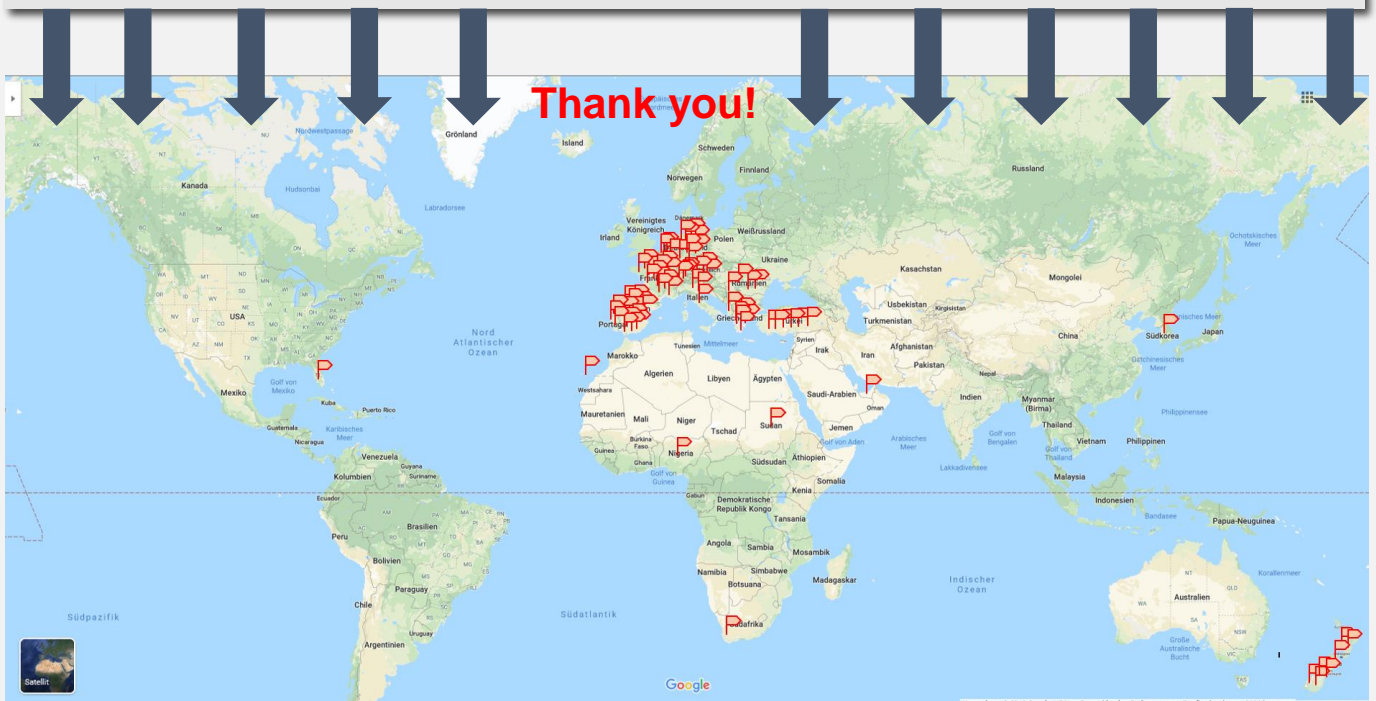 Thank you!
Nordwestpassage
Grönland
Island
Schweden
Finnland
Norwegen
Russland
Kanada
Hudsonbai
Labradorsee
Vereinigtes
Königreich
Irland
Polen
Weißrussland
Ukraine
Ochotskisches
Meer
Kasachstan
Mongolei
Rumänien
Italien
USA
Nord
Atlantischer
Ozean
Portugal
Usbekistan
Kirgisistan
Turkmenistan
China
Südkorea
Japan
Tunesien
Mittelmeer
Syrien
Irak
Iran
Afghanistan
Pakistan
Nepal
Ostchinesisches
Meer
Marokko
Algerien
Libyen
Ägypten
Westsahara
Saudi-Arabien
Oman
Indien
Myanmar
(Birma)
Mexiko
Golf von
Mexiko
Kuba
Puerto Rico
Mauretanien
Mali
Niger
Tschad
Sudan
Jemen
Thailand
Vietnam
Philippinen
Philippinensee
Guatemala
Nicaragua
Karibisches
Meer
Burkina
Faso
Guinea
Ghana
Nigeria
Südsudan
Äthiopien
Golf von Aden
Arabisches
Meer
Golf von
Bengalen
Golf von
Thailand
Lakkadivensee
Venezuela
Guyana
Suriname
Kolumbien
Golf von
Guinea
Somalia
Kenia
Malaysia
Ecuador
Gabun
Demokratische
Republik Kongo
Tansania
Indonesien
Bandasee
Papua-Neuguinea
Brasilien
Peru
Angola
Sambia
Mosambik
Bolivien
Namibia
Simbabwe
Botsuana
Madagaskar
Indischer
Ozean
Korallenmeer
Australien
Paraguay
Chile
Südpazifik
Südatlantik
Südafrika
Uruguay
Argentinien
Große
Australische
Bucht
Satellit
Google